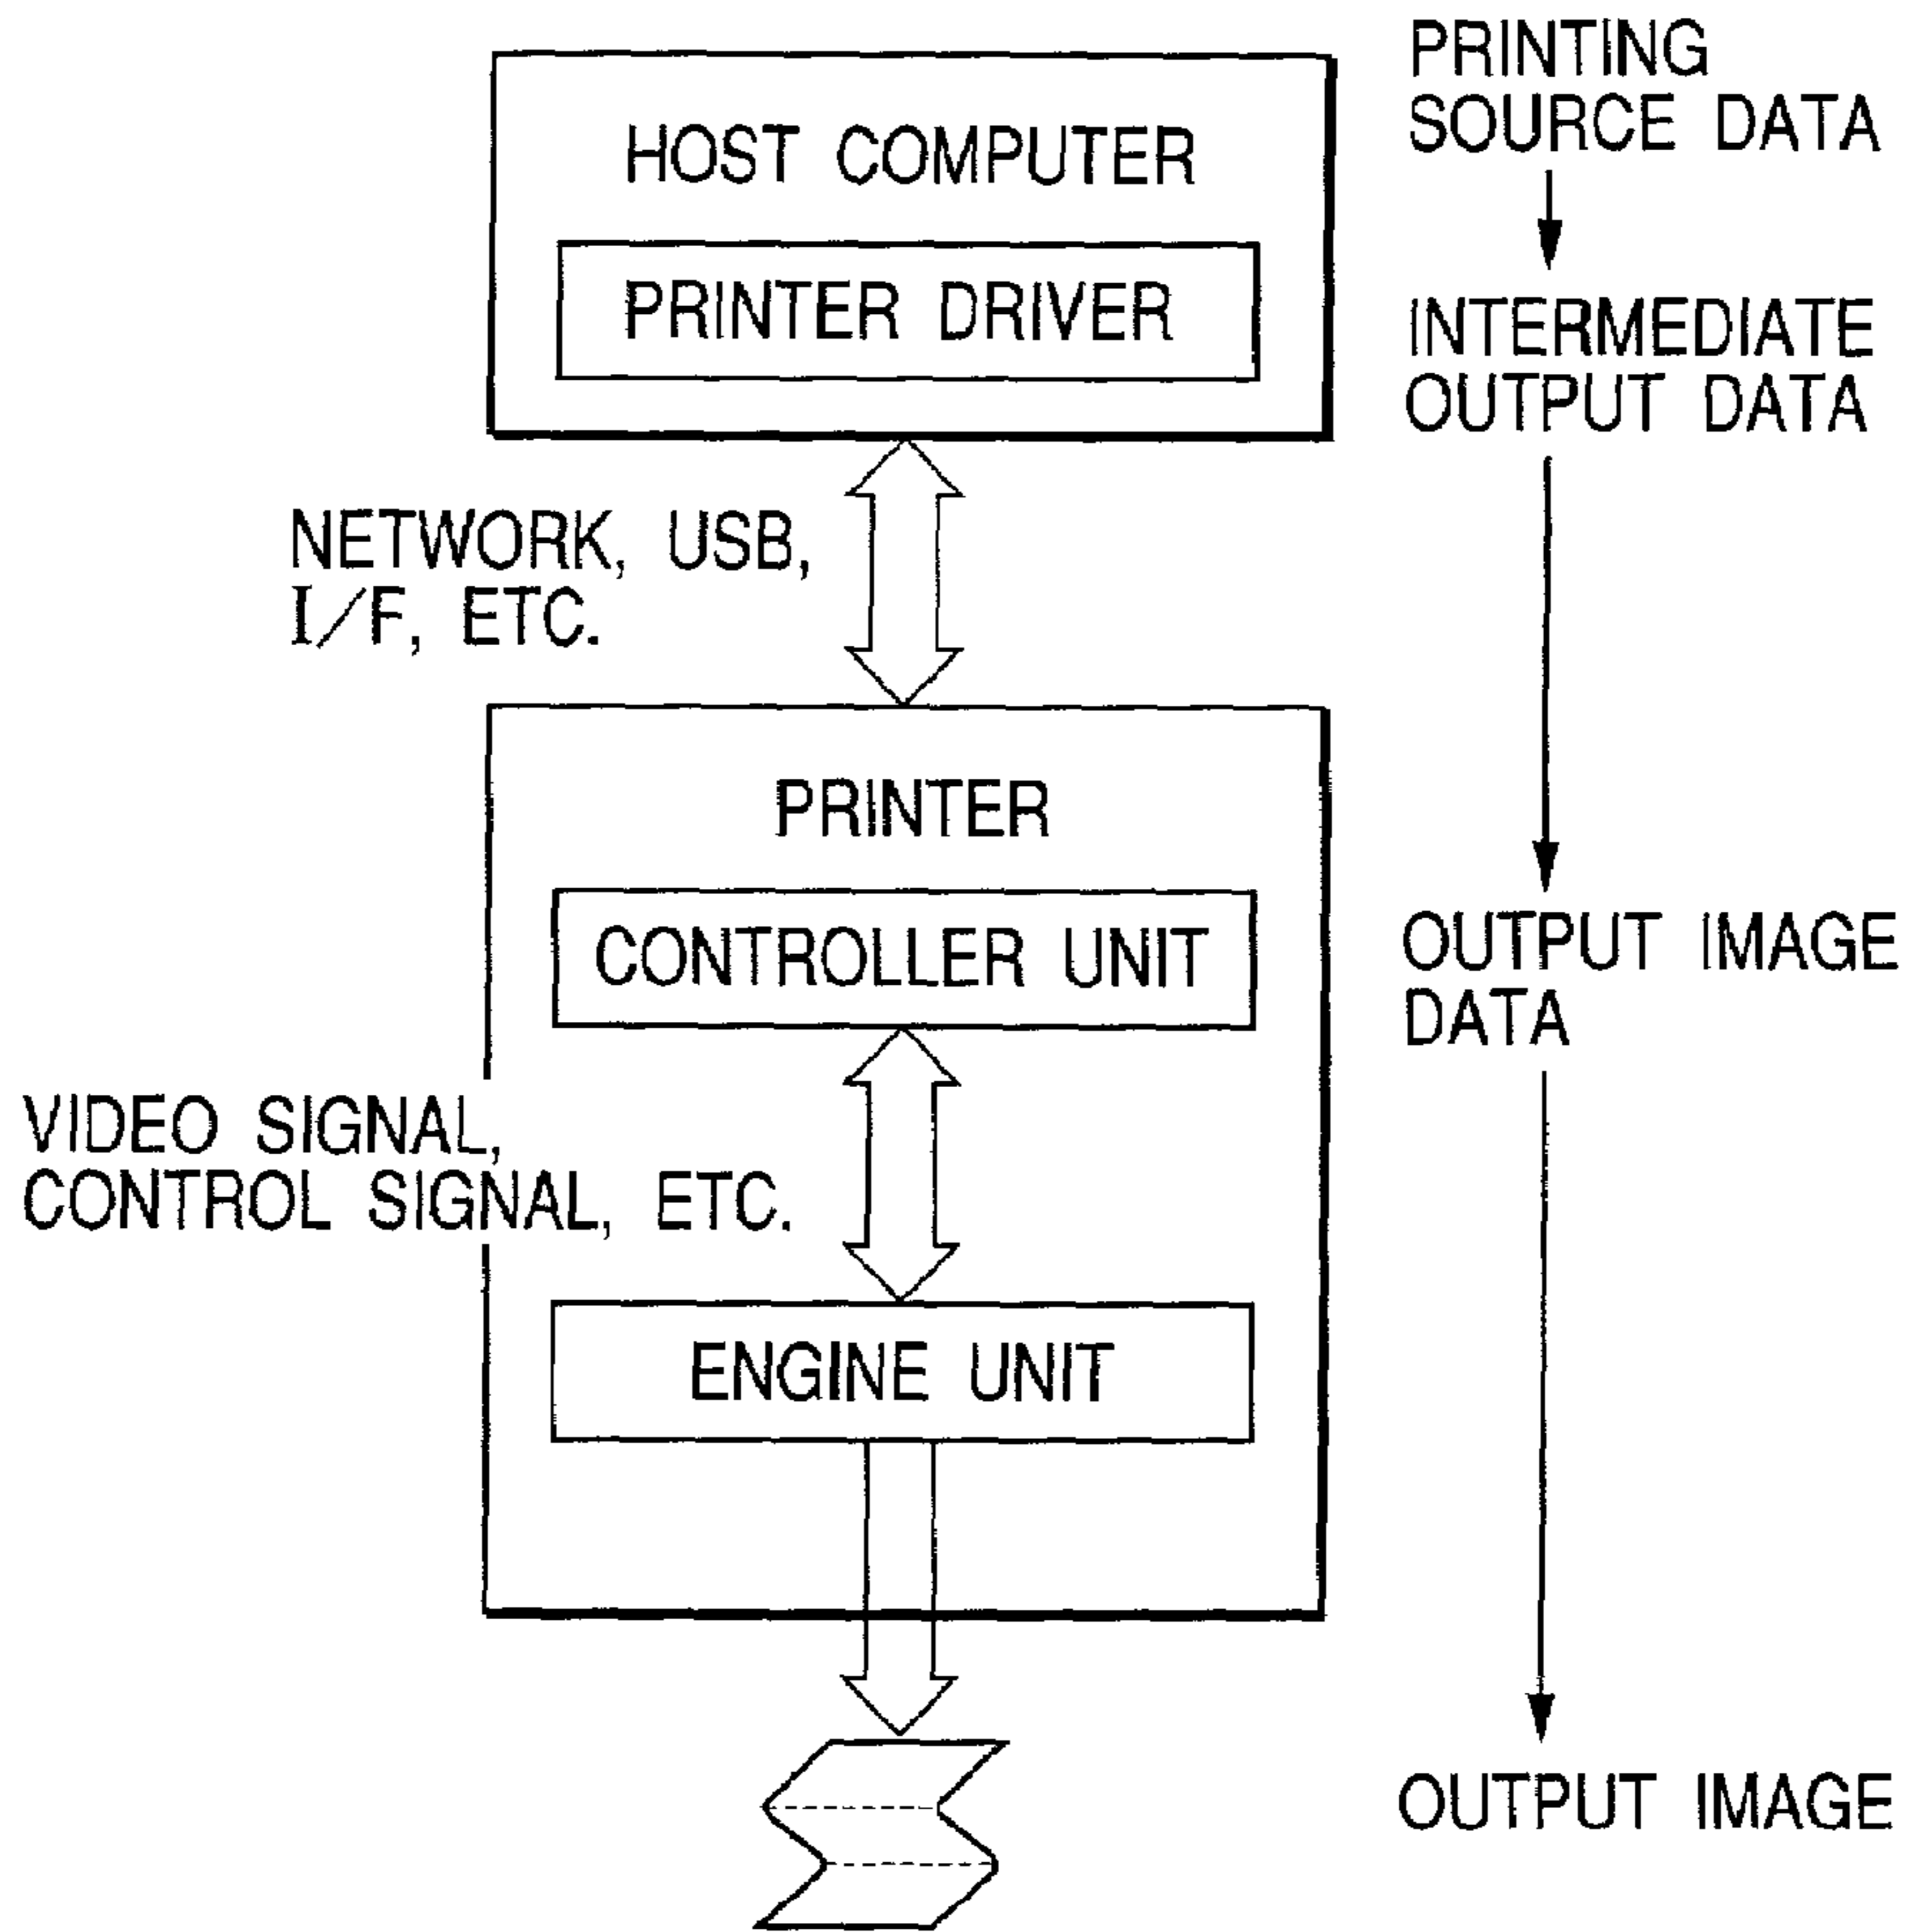 HOST COMPUTER
PRINTER DRIVER
NETWORK, USB,
I/F, ETC.
PRINTER
CONTROLLER UNIT
VIDEO SIGNAL,
CONTROL SIGNAL, ETC.
ENGINE UNIT
PRINTING
SOURCE DATA
INTERMEDIATE
OUTPUT DATA
OUTPUT IMAGE
DATA
OUTPUT IMAGE